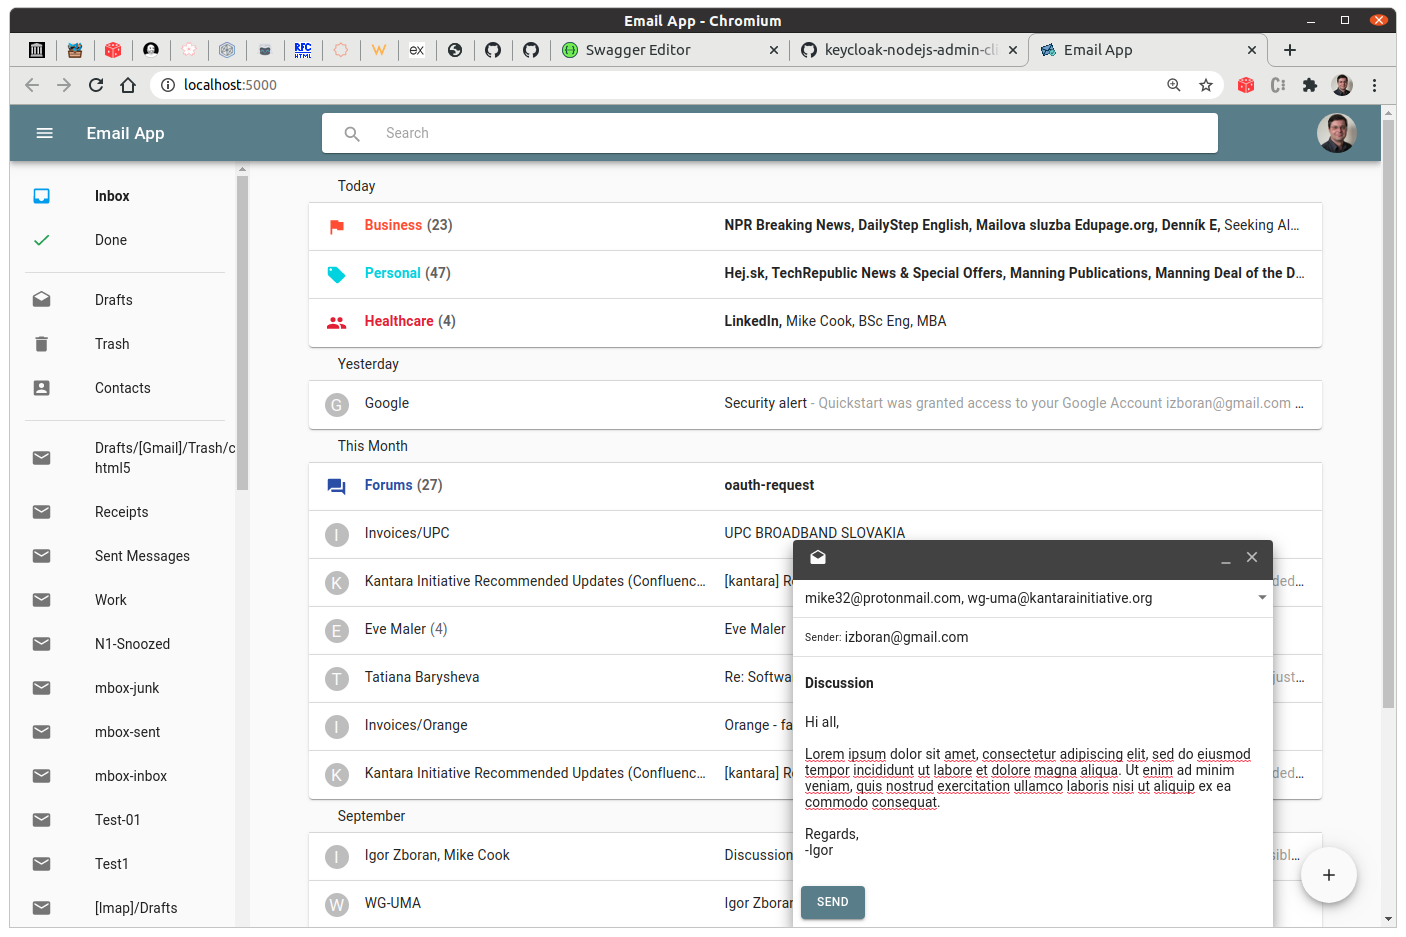 Email App - Chromium
RFC
HTML
ex
Swagger Editor
keycloak-nodejs-admin-cli
Email App
localhost:5000
Email App
Search
Inbox
Done
Drafts
Trash
Contacts
Drafts/[Gmail]/Trash/c
html5
Receipts
Sent Messages
Work
N1-Snoozed
mbox-junk
mbox-sent
mbox-inbox
Test-01
Test1
[Imap]/Drafts
Today
Business (23) NPR Breaking News, DailyStep English, Mailova sluzba Edupage.org, Denník E, Seeking Al...
Personal (47) Hej.sk, TechRepublic News & Special Offers, Manning Publications, Manning Deal of the D...
Healthcare (4) LinkedIn, Mike Cook, BSc Eng, MBA
Yesterday
G Google Security alert - Quickstart was granted access to your Google Account izboran@gmail.com ...
This Month
Forums (27) oauth-request
I Invoices/UPC UPC BROADBAND SLOVAKIA
K Kantara Initiative Recommended Updates (Confluenc... [kantara] R ded...
E Eve Maler (4) Eve Maler
T Tatiana Barysheva Re: Softwa just...
I Invoices/Orange Orange - fa
K Kantara Initiative Recommended Updates (Confluenc... [kantara] R ded...
September
I Igor Zboran, Mike Cook Discussion sibl...
W WG-UMA Igor Zboran
mike32@protonmail.com, wg-uma@kantarainitiative.org
Sender: izboran@gmail.com
Discussion
Hi all,
Lorem ipsum dolor sit amet, consectetur adipiscing elit, sed do eiusmod
tempor incididunt ut labore et dolore magna aliqua. Ut enim ad minim
veniam, quis nostrud exercitation ullamco laboris nisi ut aliquip ex ea
commodo consequat.
Regards,
-Igor
SEND